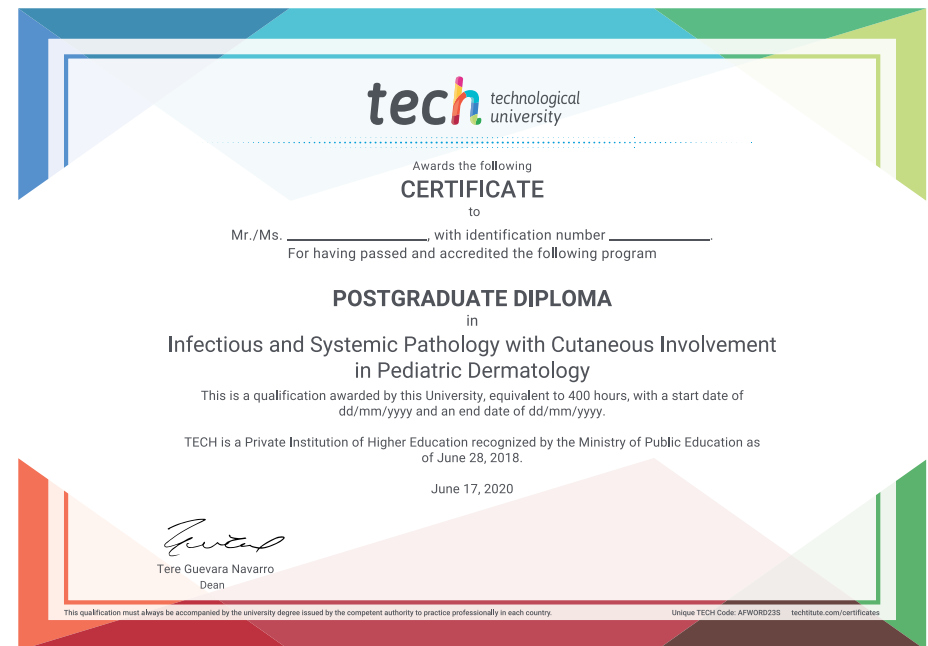 tech technological
university
Awards the following
CERTIFICATE
to
Mr./Ms. ____________, with identification number ____________.
For having passed and accredited the following program
POSTGRADUATE DIPLOMA
in
Infectious and Systemic Pathology with Cutaneous Involvement
in Pediatric Dermatology
This is a qualification awarded by this University, equivalent to 400 hours, with a start date of
dd/mm/yyyy and an end date of dd/mm/yyyy.
TECH is a Private Institution of Higher Education recognized by the Ministry of Public Education as
of June 28, 2018.
June 17, 2020
Tere Guevara Navarro
Dean
This qualification must always be accompanied by the university degree issued by the competent authority to practice professionally in each country.
Unique TECH Code: AFWORD23S techtitute.com/certificates